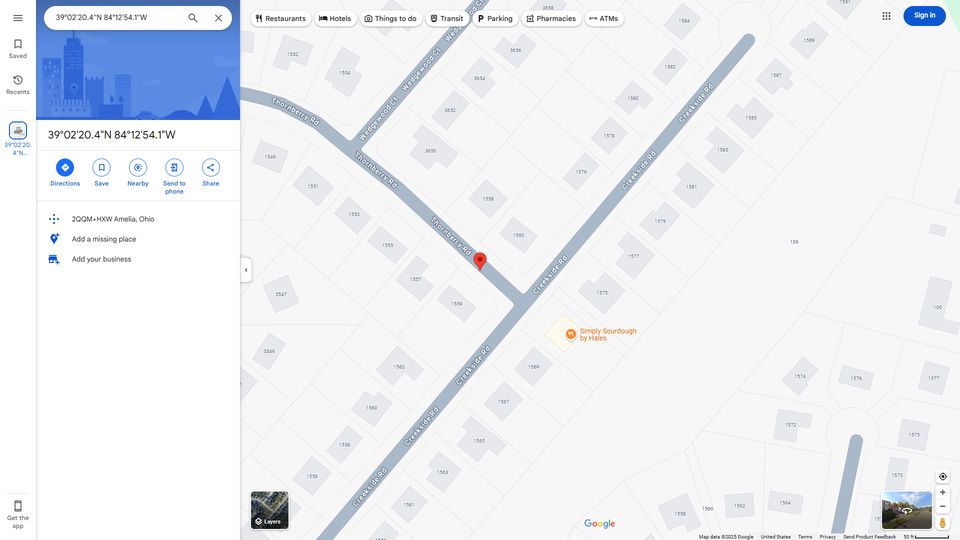 39°02'20.4"N 84°12'54.1"W
Restaurants
Hotels
Things to do
Transit
Parking
Pharmacies
ATMs
Sign in
Saved
Recents
39°02'20.
4"N...
39°02'20.4"N 84°12'54.1"W
Directions
Save
Nearby
Send to
phone
Share
2QQM+HXW Amelia, Ohio
Add a missing place
Add your business
Get the
app
Layers
Thornberry Rd
Wedgewood Ct
Wedgewood Ct
Wedgewood Ct
Thornberry Rd
Thornberry Rd
Creekside Rd
Creekside Rd
Creekside Rd
Creekside Rd
Creekside Rd
Creekside Rd
Simply Sourdough
by Hales
1591
3658
1589
3656
1552
1554
1582
1587
3654
1580
3652
1585
1584
1578
3650
1583
1549
1576
1551
1581
1558
1553
1579
1560
1555
1577
136
1557
1575
3547
1559
100
3549
1562
1569
1574
1576
1577
1560
1567
1572
1575
1558
1565
1556
1563
1573
1558
1560
1562
1564
1561
Google
Map data ©2025 Google
United States
Terms
Privacy
Send Product Feedback
50 ft